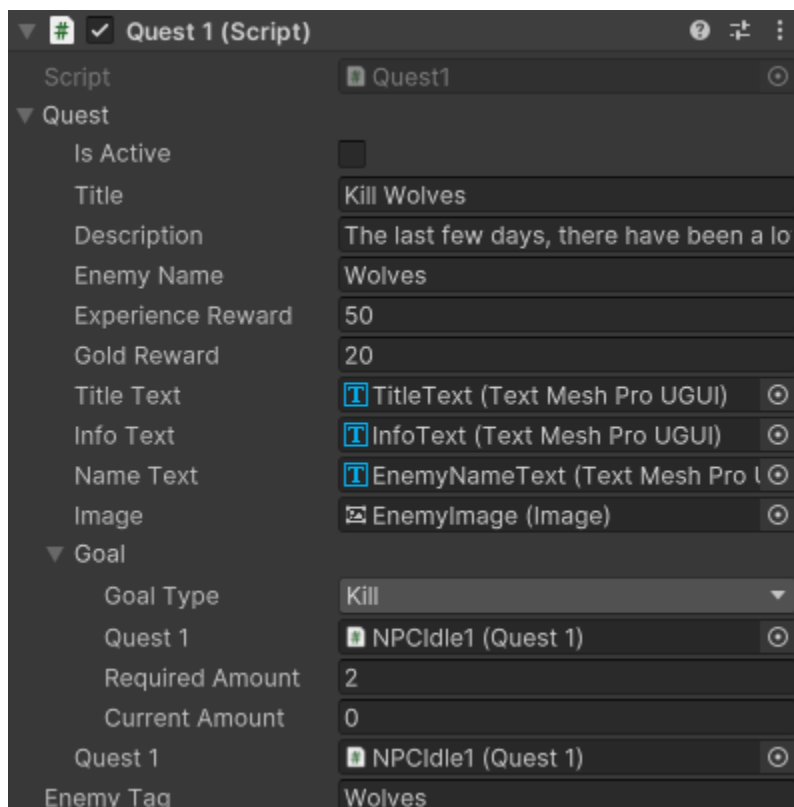 Quest 1 (Script)
Script Quest1
Quest
Is Active
Title Kill Wolves
Description The last few days, there have been a lo
Enemy Name Wolves
Experience Reward 50
Gold Reward 20
Title Text TitleText (Text Mesh Pro UGUI)
Info Text InfoText (Text Mesh Pro UGUI)
Name Text EnemyNameText (Text Mesh Pro U
Image EnemyImage (Image)
Goal
Goal Type Kill
Quest 1 NPCIdle1 (Quest 1)
Required Amount 2
Current Amount 0
Quest 1 NPCIdle1 (Quest 1)
Enemy Tag Wolves